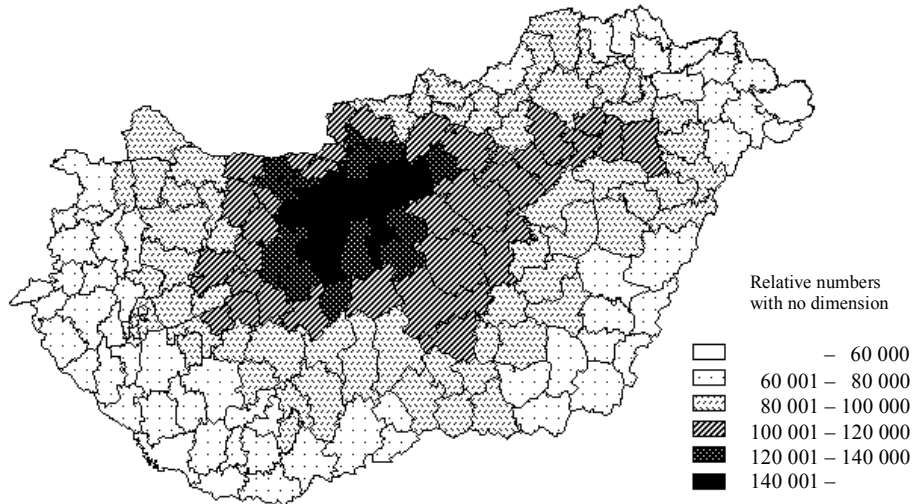 Relative numbers
with no dimension
– 60 000
60 001 – 80 000
80 001 – 100 000
100 001 – 120 000
120 001 – 140 000
140 001 –